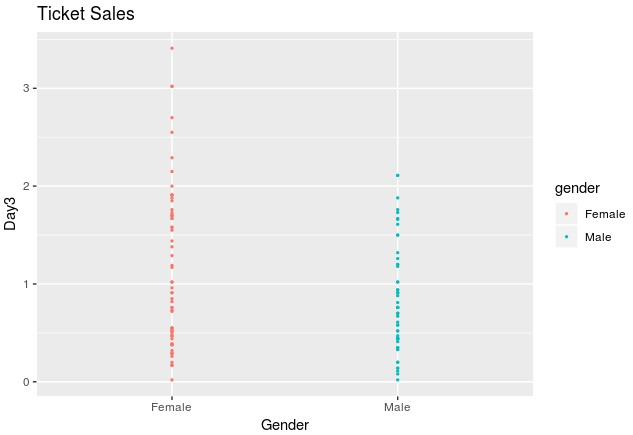 Ticket Sales
3
2
1
0
Day3
Female
Male
Gender
gender
Female
Male